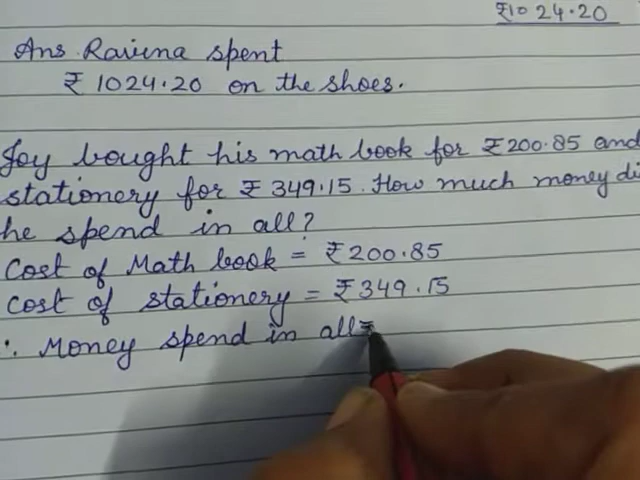 ₹1024.20
Ans. Raivna spent
₹ 1024.20 on the shoes.
Joy bought his math book for ₹200.85 and
stationery for ₹ 349.15. How much money di
he spend in all?
Cost of Math book = ₹200.85
Cost of stationery = ₹349.15
∴ Money spend in all =